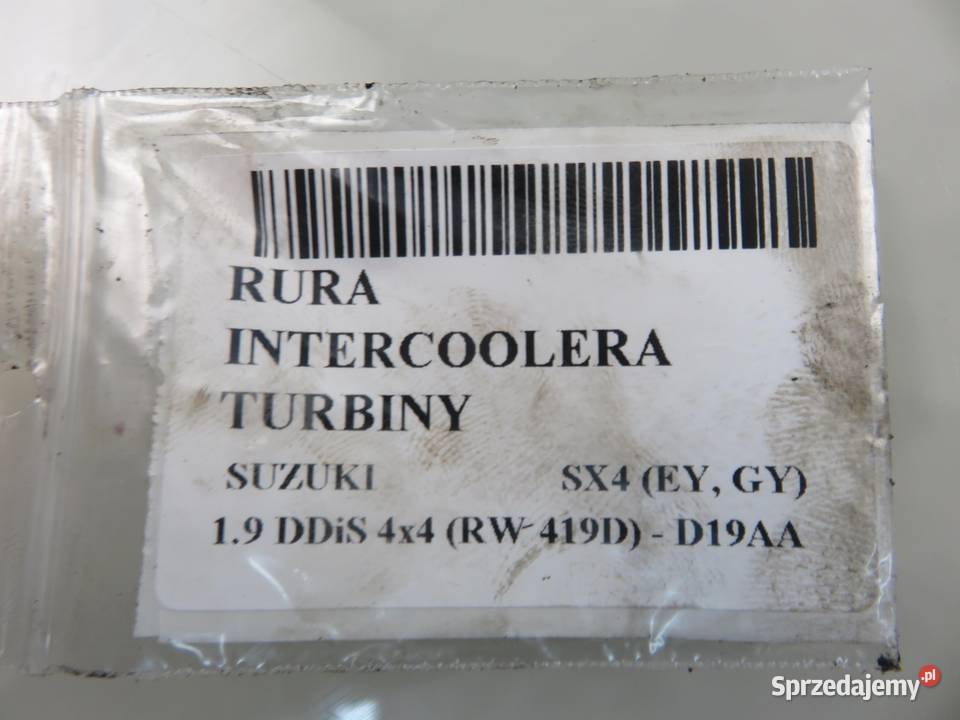 RURA
INTERCOOLERA
TURBINY
SUZUKI SX4 (EY, GY)
1.9 DDiS 4x4 (RW 419D) - D19AA
Sprzedajemy.pl